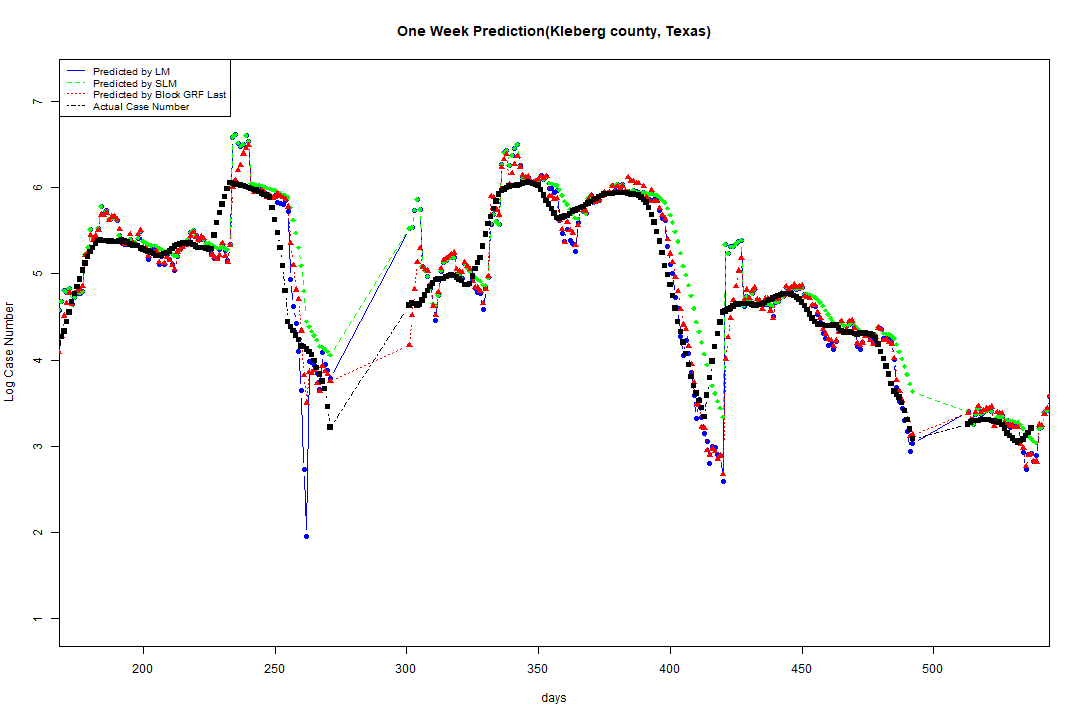 One Week Prediction(Kleberg county, Texas)
Predicted by LM
Predicted by SLM
Predicted by Block GRF Last
Actual Case Number
Log Case Number
7
6
5
4
3
2
1
200 250 300 350 400 450 500
days